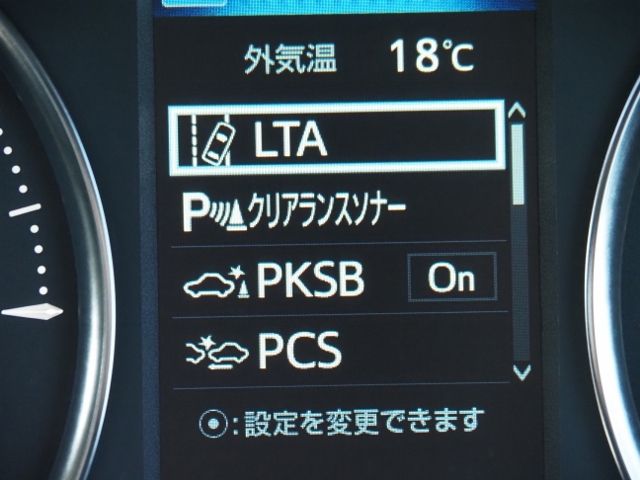 外気温 18℃
LTA
P クリアランスソナー
PKSB On
PCS
⦿:設定を変更できます